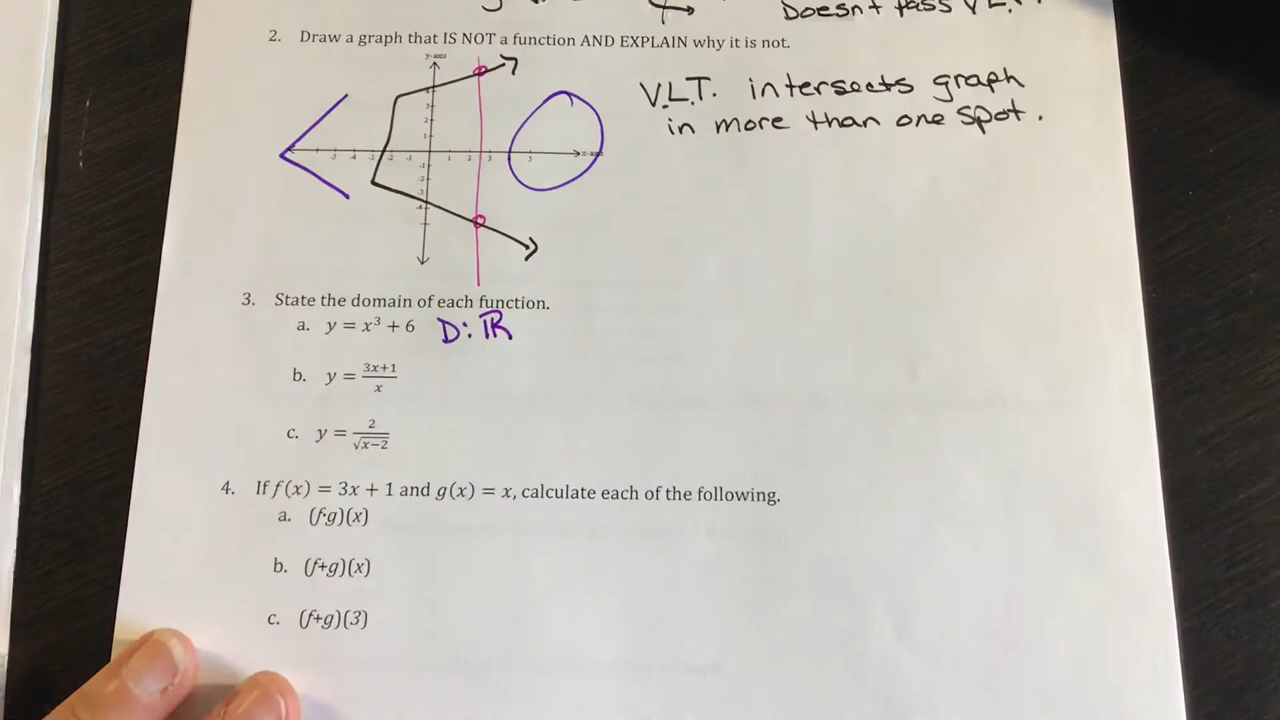 Doesn't pass V.L.T.
2. Draw a graph that IS NOT a function AND EXPLAIN why it is not.
y-axis
V.L.T. intersects graph
in more than one spot.
x-axis
3. State the domain of each function.
a. y = x³ + 6 D: ℝ
b. y = (3x+1)/x
c. y = 2/√(x−2)
4. If f(x) = 3x + 1 and g(x) = x, calculate each of the following.
a. (f·g)(x)
b. (f+g)(x)
c. (f+g)(3)